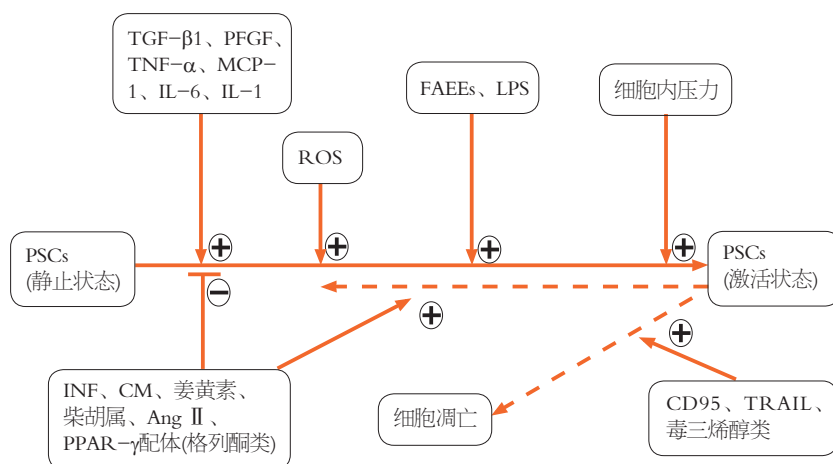 TGF-β1、PFGF、
TNF-α、MCP-
1、IL-6、IL-1
FAEEs、LPS
细胞内压力
ROS
+
+
+
+
PSCs
(静止状态)
PSCs
(激活状态)
−
+
+
INF、CM、姜黄素、
柴胡属、Ang Ⅱ、
PPAR-γ配体(格列酮类)
细胞凋亡
CD95、TRAIL、
毒三烯醇类